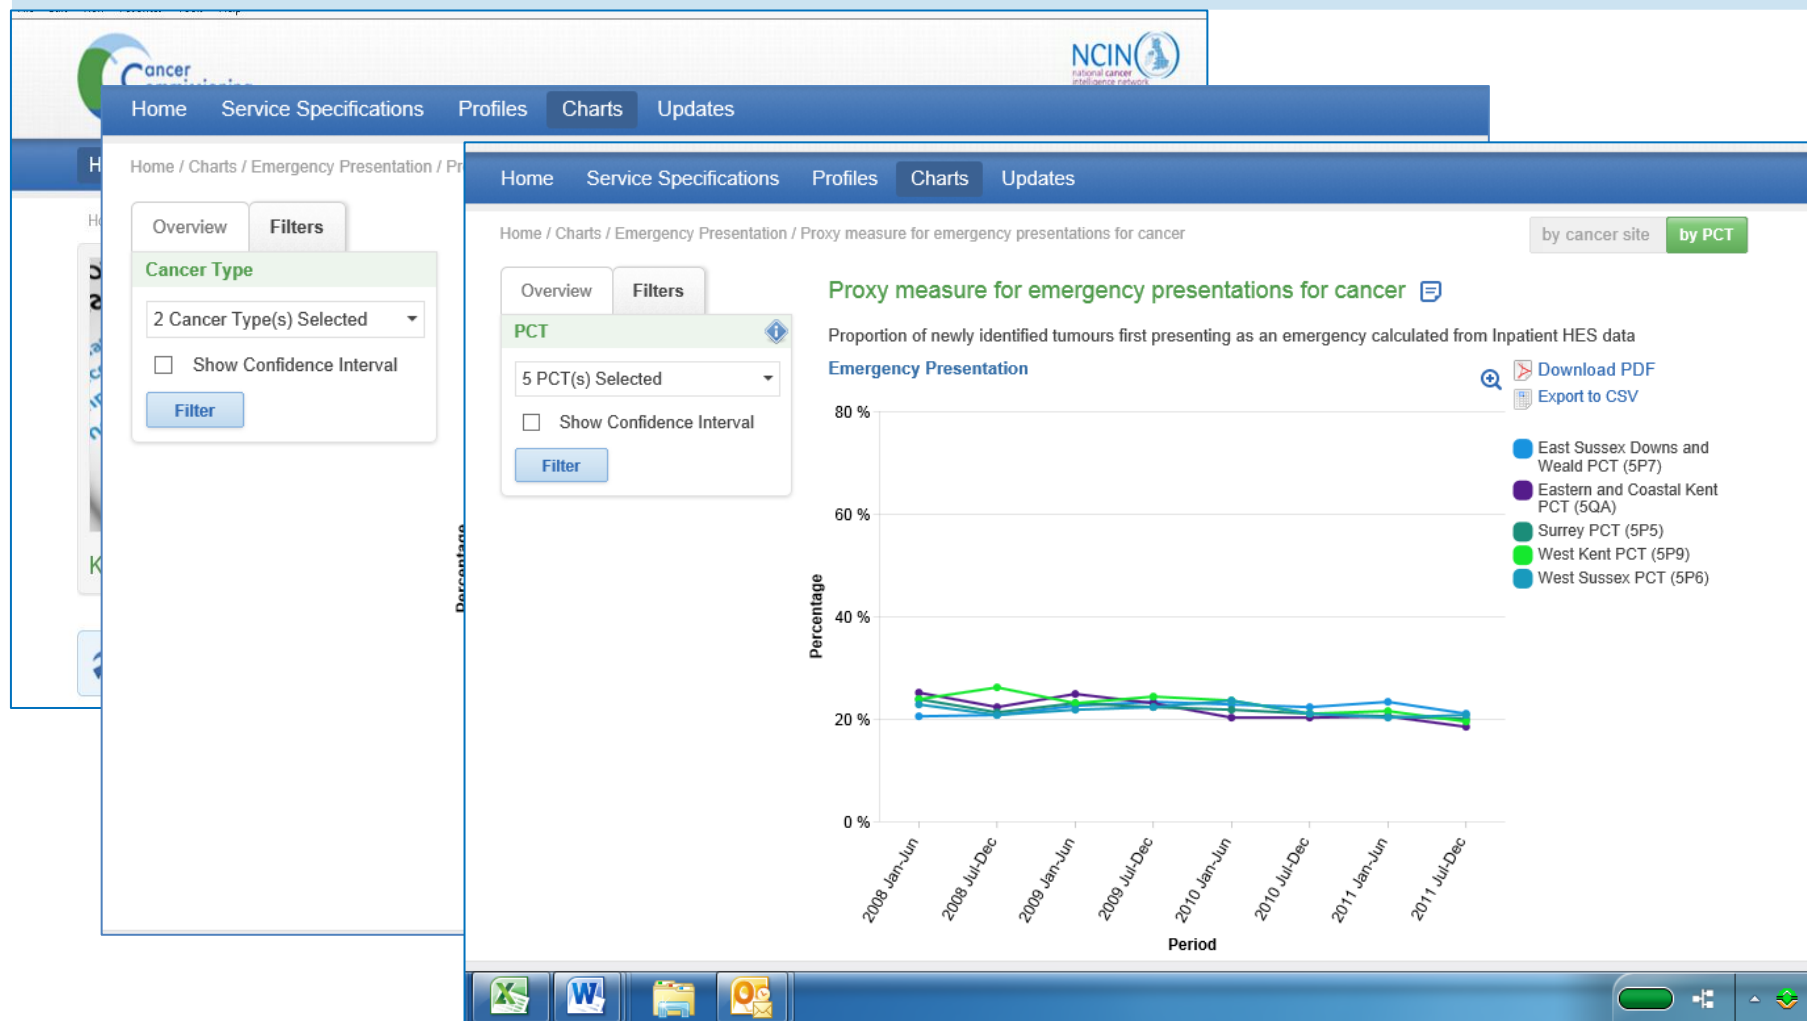 Cancer
NCIN
national cancer
intelligence network
Home Service Specifications Profiles Charts Updates
Home / Charts / Emergency Presentation / Pr
Overview Filters
Cancer Type
2 Cancer Type(s) Selected
Show Confidence Interval
Filter
Percentage
H
K
Home Service Specifications Profiles Charts Updates
Home / Charts / Emergency Presentation / Proxy measure for emergency presentations for cancer
by cancer site by PCT
Overview Filters
PCT
5 PCT(s) Selected
Show Confidence Interval
Filter
Proxy measure for emergency presentations for cancer
Proportion of newly identified tumours first presenting as an emergency calculated from Inpatient HES data
Emergency Presentation
Download PDF
Export to CSV
80 %
60 %
40 %
20 %
0 %
Percentage
East Sussex Downs and
Weald PCT (5P7)
Eastern and Coastal Kent
PCT (5QA)
Surrey PCT (5P5)
West Kent PCT (5P9)
West Sussex PCT (5P6)
2008 Jan-Jun
2008 Jul-Dec
2009 Jan-Jun
2009 Jul-Dec
2010 Jan-Jun
2010 Jul-Dec
2011 Jan-Jun
2011 Jul-Dec
Period